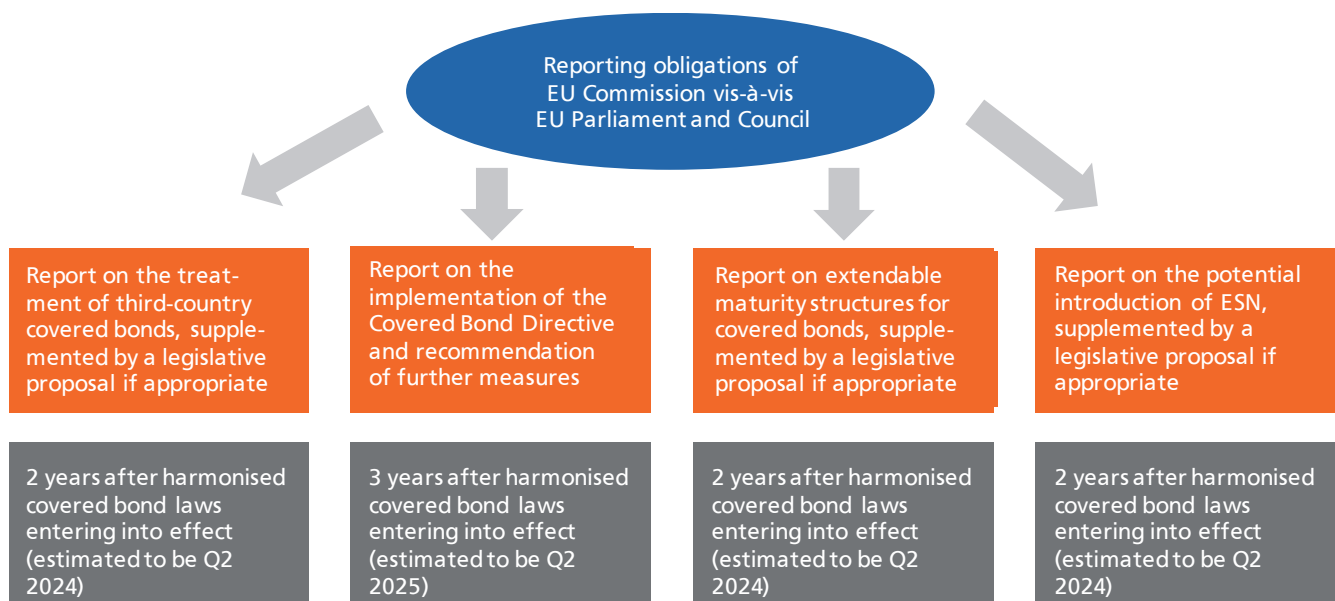 Reporting obligations of
EU Commission vis-à-vis
EU Parliament and Council
Report on the treat-
ment of third-country
covered bonds, supple-
mented by a legislative
proposal if appropriate
Report on the
implementation of the
Covered Bond Directive
and recommendation
of further measures
Report on extendable
maturity structures for
covered bonds, supple-
mented by a legislative
proposal if appropriate
Report on the potential
introduction of ESN,
supplemented by a
legislative proposal if
appropriate
2 years after harmonised
covered bond laws
entering into effect
(estimated to be Q2
2024)
3 years after harmonised
covered bond laws
entering into effect
(estimated to be Q2
2025)
2 years after harmonised
covered bond laws
entering into effect
(estimated to be Q2
2024)
2 years after harmonised
covered bond laws
entering into effect
(estimated to be Q2
2024)